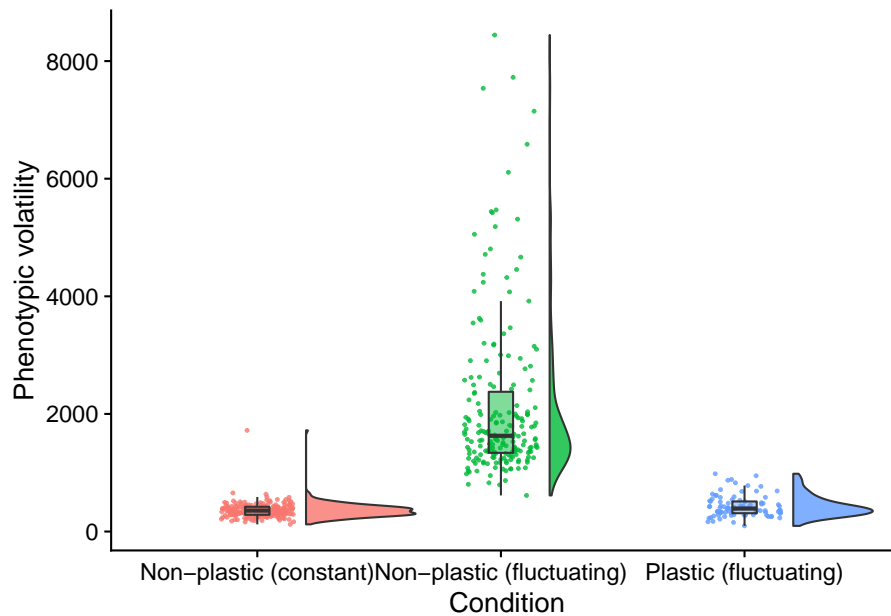 Phenotypic volatility
8000
6000
4000
2000
0
Non−plastic (constant)
Non−plastic (fluctuating)
Plastic (fluctuating)
Condition